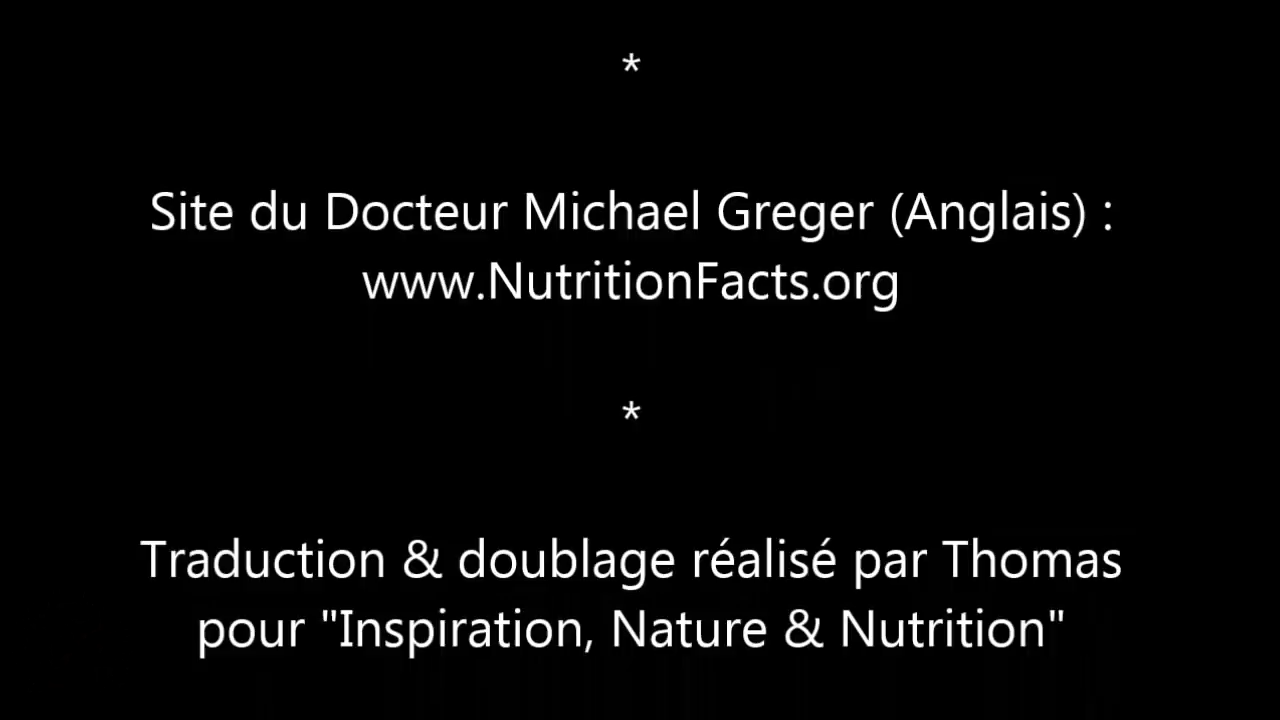 *
Site du Docteur Michael Greger (Anglais) :
www.NutritionFacts.org
*
Traduction & doublage réalisé par Thomas
pour "Inspiration, Nature & Nutrition"